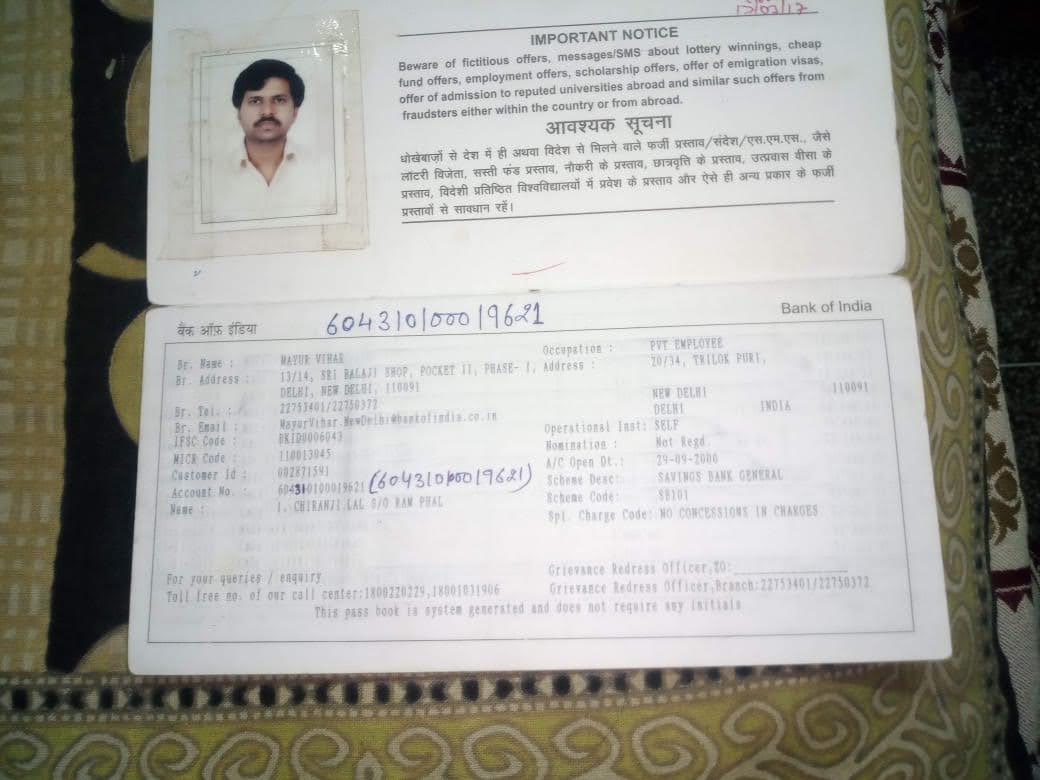 13/03/17
IMPORTANT NOTICE
Beware of fictitious offers, messages/SMS about lottery winnings, cheap
fund offers, employment offers, scholarship offers, offer of emigration visas,
offer of admission to reputed universities abroad and similar such offers from
fraudsters either within the country or from abroad.
आवश्यक सूचना
धोखेबाज़ों से देश में ही अथवा विदेश से मिलने वाले फर्जी प्रस्ताव/संदेश/एस.एम.एस., जैसे
लॉटरी विजेता, सस्ती फंड प्रस्ताव, नौकरी के प्रस्ताव, छात्रवृत्ति के प्रस्ताव, उत्प्रवास वीसा के
प्रस्ताव, विदेशी प्रतिष्ठित विश्वविद्यालयों में प्रवेश के प्रस्ताव और ऐसे ही अन्य प्रकार के फर्जी
प्रस्तावों से सावधान रहें।
बैंक ऑफ़ इंडिया 604310100019621 Bank of India
Br. Name : MAYUR VIHAR Occupation : PVT EMPLOYEE
Br. Address : 13/14, SRI BALAJI SHOP, POCKET II, PHASE- I, Address : 20/34, TRILOK PURI,
DELHI, NEW DELHI, 110091 NEW DELHI 110091
Br. Tel. : 22753401/22750372 DELHI INDIA
Br. Email : MayurVihar.NewDelhi@bankofindia.co.in Operational Inst: SELF
IFSC Code : BKID0006043 Nomination : Not Regd.
MICR Code : 110013045 A/C Open Dt.: 29-09-2006
Customer id : 002871591 Scheme Desc: SAVINGS BANK GENERAL
Account No. : 604310100019621 (604310100019621) Scheme Code: SB101
Name : 1. CHIRANJI LAL S/O RAM PHAL Spl. Charge Code: NO CONCESSIONS IN CHARGES
For your queries / enquiry Grievance Redress Officer,ZO:
Toll free no. of our call center:1800220229,18001031906 Grievance Redress Officer,Branch:22753401/22750372
This pass book is system generated and does not require any initials